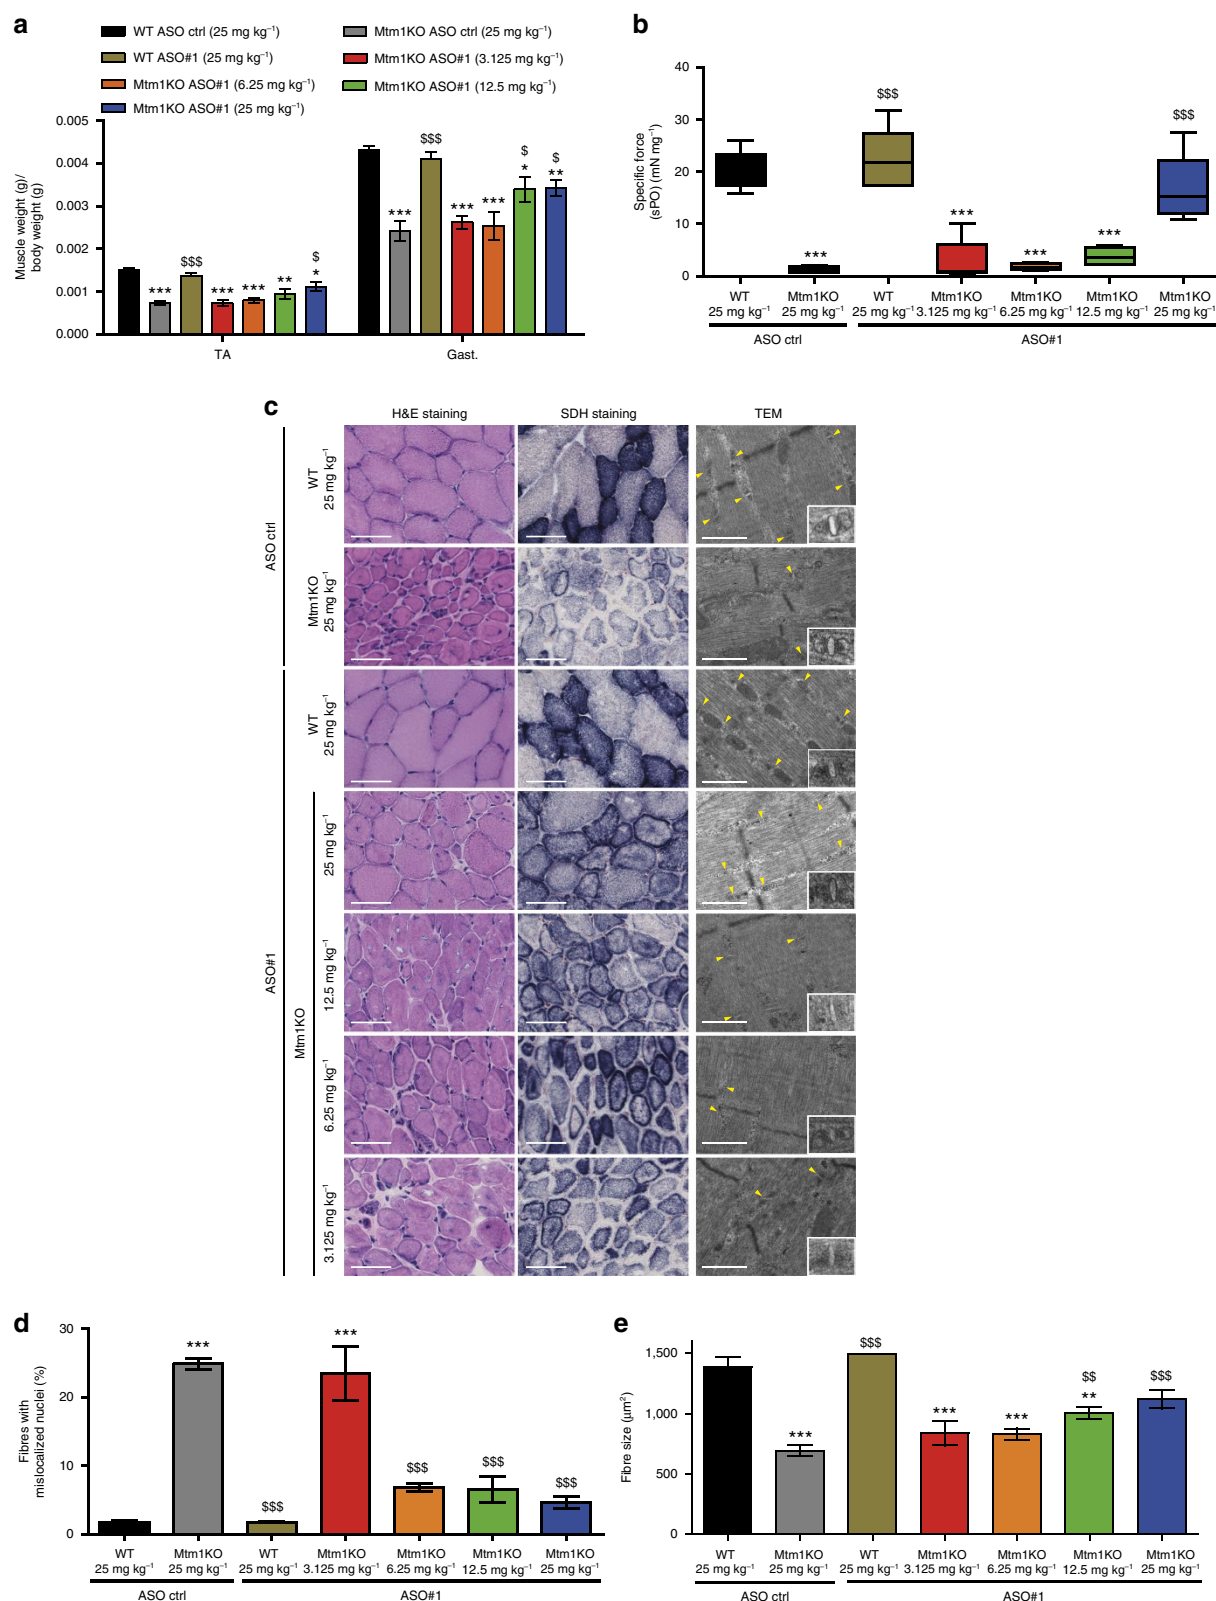 a
WT ASO ctrl (25 mg kg⁻¹)
Mtm1KO ASO ctrl (25 mg kg⁻¹)
WT ASO#1 (25 mg kg⁻¹)
Mtm1KO ASO#1 (3.125 mg kg⁻¹)
Mtm1KO ASO#1 (6.25 mg kg⁻¹)
Mtm1KO ASO#1 (12.5 mg kg⁻¹)
Mtm1KO ASO#1 (25 mg kg⁻¹)
Muscle weight (g)/
body weight (g)
0.005
0.004
0.003
0.002
0.001
0.000
*** $$$ *** *** ** $ *
*** $$$ *** *** $ * $ **
TA
Gast.
b
Specific force
(sPO) (mN mg⁻¹)
40
30
20
10
0
*** $$$ *** *** *** $$$
WT Mtm1KO WT Mtm1KO Mtm1KO Mtm1KO Mtm1KO
25 mg kg⁻¹ 25 mg kg⁻¹ 25 mg kg⁻¹ 3.125 mg kg⁻¹ 6.25 mg kg⁻¹ 12.5 mg kg⁻¹ 25 mg kg⁻¹
ASO ctrl
ASO#1
c
H&E staining
SDH staining
TEM
ASO ctrl
WT
25 mg kg⁻¹
Mtm1KO
25 mg kg⁻¹
ASO#1
WT
25 mg kg⁻¹
Mtm1KO
25 mg kg⁻¹
12.5 mg kg⁻¹
6.25 mg kg⁻¹
3.125 mg kg⁻¹
d
Fibres with
mislocalized nuclei (%)
30
20
10
0
*** $$$ *** $$$ $$$ $$$
WT Mtm1KO WT Mtm1KO Mtm1KO Mtm1KO Mtm1KO
25 mg kg⁻¹ 25 mg kg⁻¹ 25 mg kg⁻¹ 3.125 mg kg⁻¹ 6.25 mg kg⁻¹ 12.5 mg kg⁻¹ 25 mg kg⁻¹
ASO ctrl
ASO#1
e
Fibre size (μm²)
1,500
1,000
500
0
*** $$$ *** *** $$ ** $$$
WT Mtm1KO WT Mtm1KO Mtm1KO Mtm1KO Mtm1KO
25 mg kg⁻¹ 25 mg kg⁻¹ 25 mg kg⁻¹ 3.125 mg kg⁻¹ 6.25 mg kg⁻¹ 12.5 mg kg⁻¹ 25 mg kg⁻¹
ASO ctrl
ASO#1